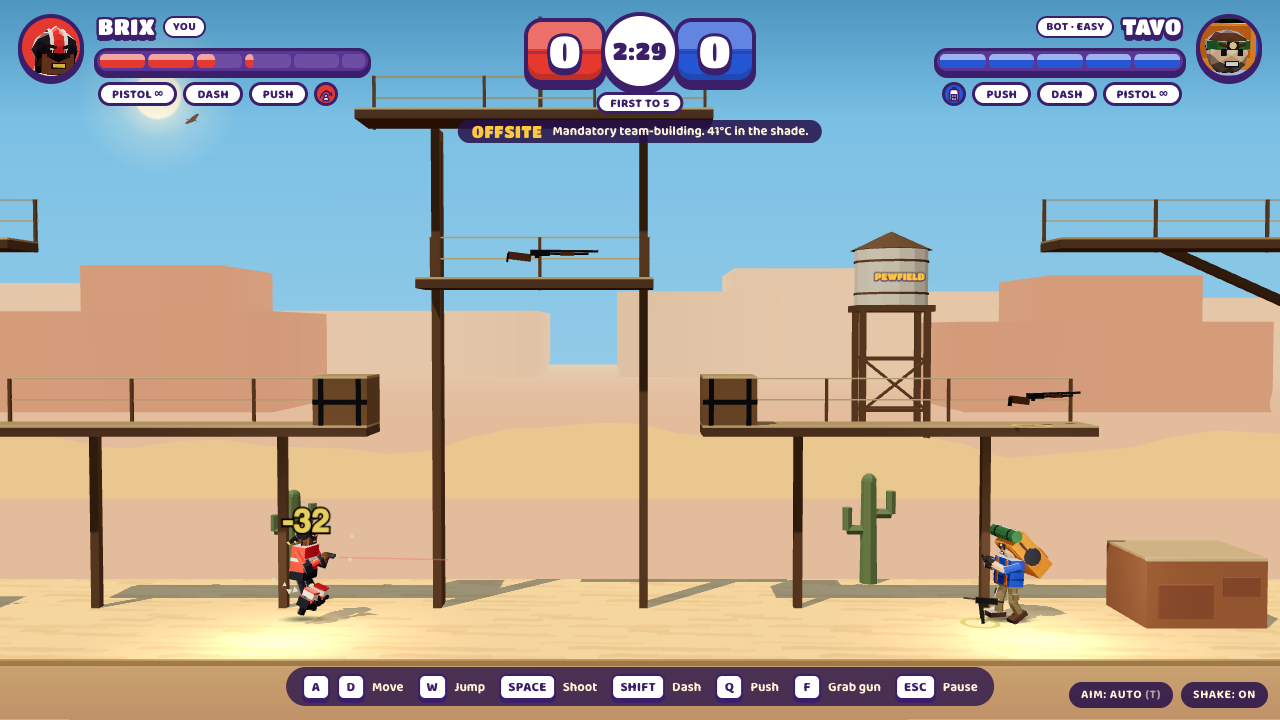 BRIX YOU
PISTOL ∞ DASH PUSH
1 2:29 1
FIRST TO 5
BOT · EASY TAVO
PUSH DASH PISTOL ∞
OFFSITE Mandatory team-building. 41°C in the shade.
PEWFIELD
-32
A D Move W Jump SPACE Shoot SHIFT Dash Q Push F Grab gun ESC Pause
AIM: AUTO (T) SHAKE: ON